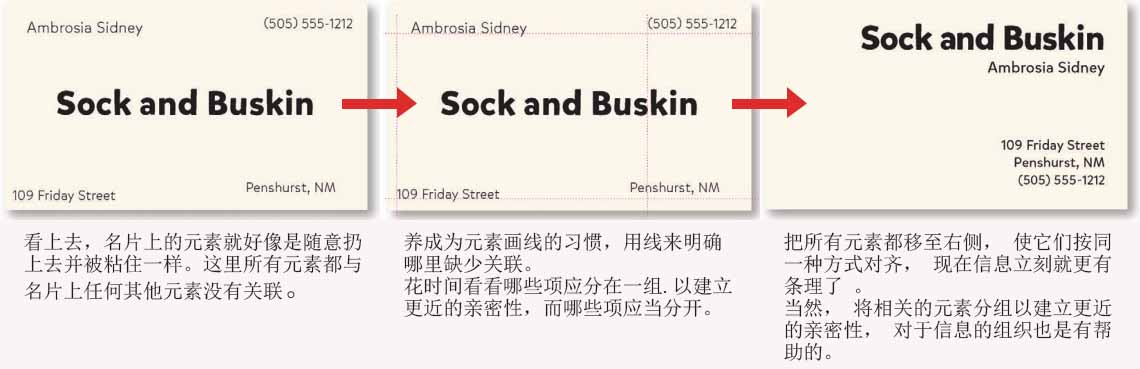 Ambrosia Sidney
(505) 555-1212
Sock and Buskin
109 Friday Street
Penshurst, NM
Ambrosia Sidney
(505) 555-1212
Sock and Buskin
109 Friday Street
Penshurst, NM
Sock and Buskin
Ambrosia Sidney
109 Friday Street
Penshurst, NM
(505) 555-1212
看上去，名片上的元素就好像是随意扔
上去并被粘住一样。这里所有元素都与
名片上任何其他元素没有关联。
养成为元素画线的习惯，用线来明确
哪里缺少关联。
花时间看看哪些项应分在一组.以建立
更近的亲密性，而哪些项应当分开。
把所有元素都移至右侧， 使它们按同
一种方式对齐， 现在信息立刻就更有
条理了 。
当然， 将相关的元素分组以建立更近
的亲密性， 对于信息的组织也是有帮
助的。